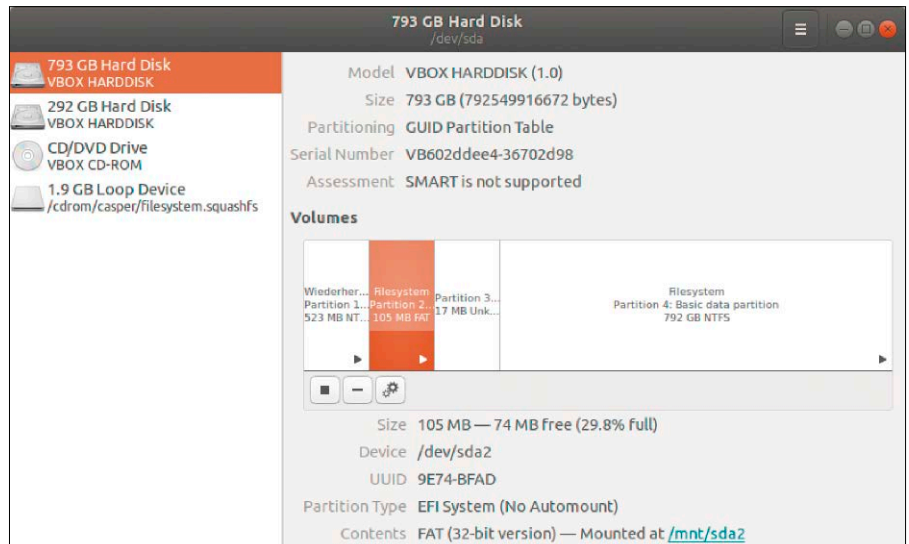 793 GB Hard Disk
/dev/sda
793 GB Hard Disk
VBOX HARDDISK
292 GB Hard Disk
VBOX HARDDISK
CD/DVD Drive
VBOX CD-ROM
1.9 GB Loop Device
/cdrom/casper/filesystem.squashfs
Model VBOX HARDDISK (1.0)
Size 793 GB (792549916672 bytes)
Partitioning GUID Partition Table
Serial Number VB602ddee4-36702d98
Assessment SMART is not supported
Volumes
Wiederher...
Partition 1...
523 MB NT...
Filesystem
Partition 2...
105 MB FAT
Partition 3...
17 MB Unk...
Filesystem
Partition 4: Basic data partition
792 GB NTFS
Size 105 MB — 74 MB free (29.8% full)
Device /dev/sda2
UUID 9E74-BFAD
Partition Type EFI System (No Automount)
Contents FAT (32-bit version) — Mounted at /mnt/sda2